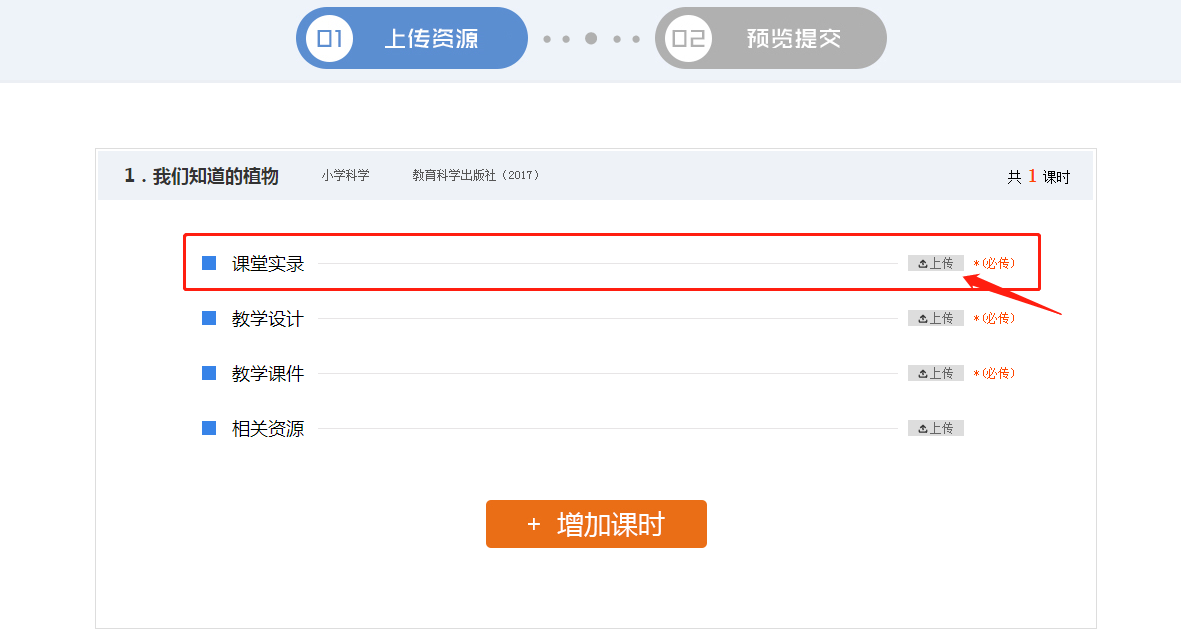 01 上传资源 02 预览提交
1．我们知道的植物 小学科学 教育科学出版社（2017） 共 1 课时
课堂实录 上传 *(必传)
教学设计 上传 *(必传)
教学课件 上传 *(必传)
相关资源 上传
+ 增加课时